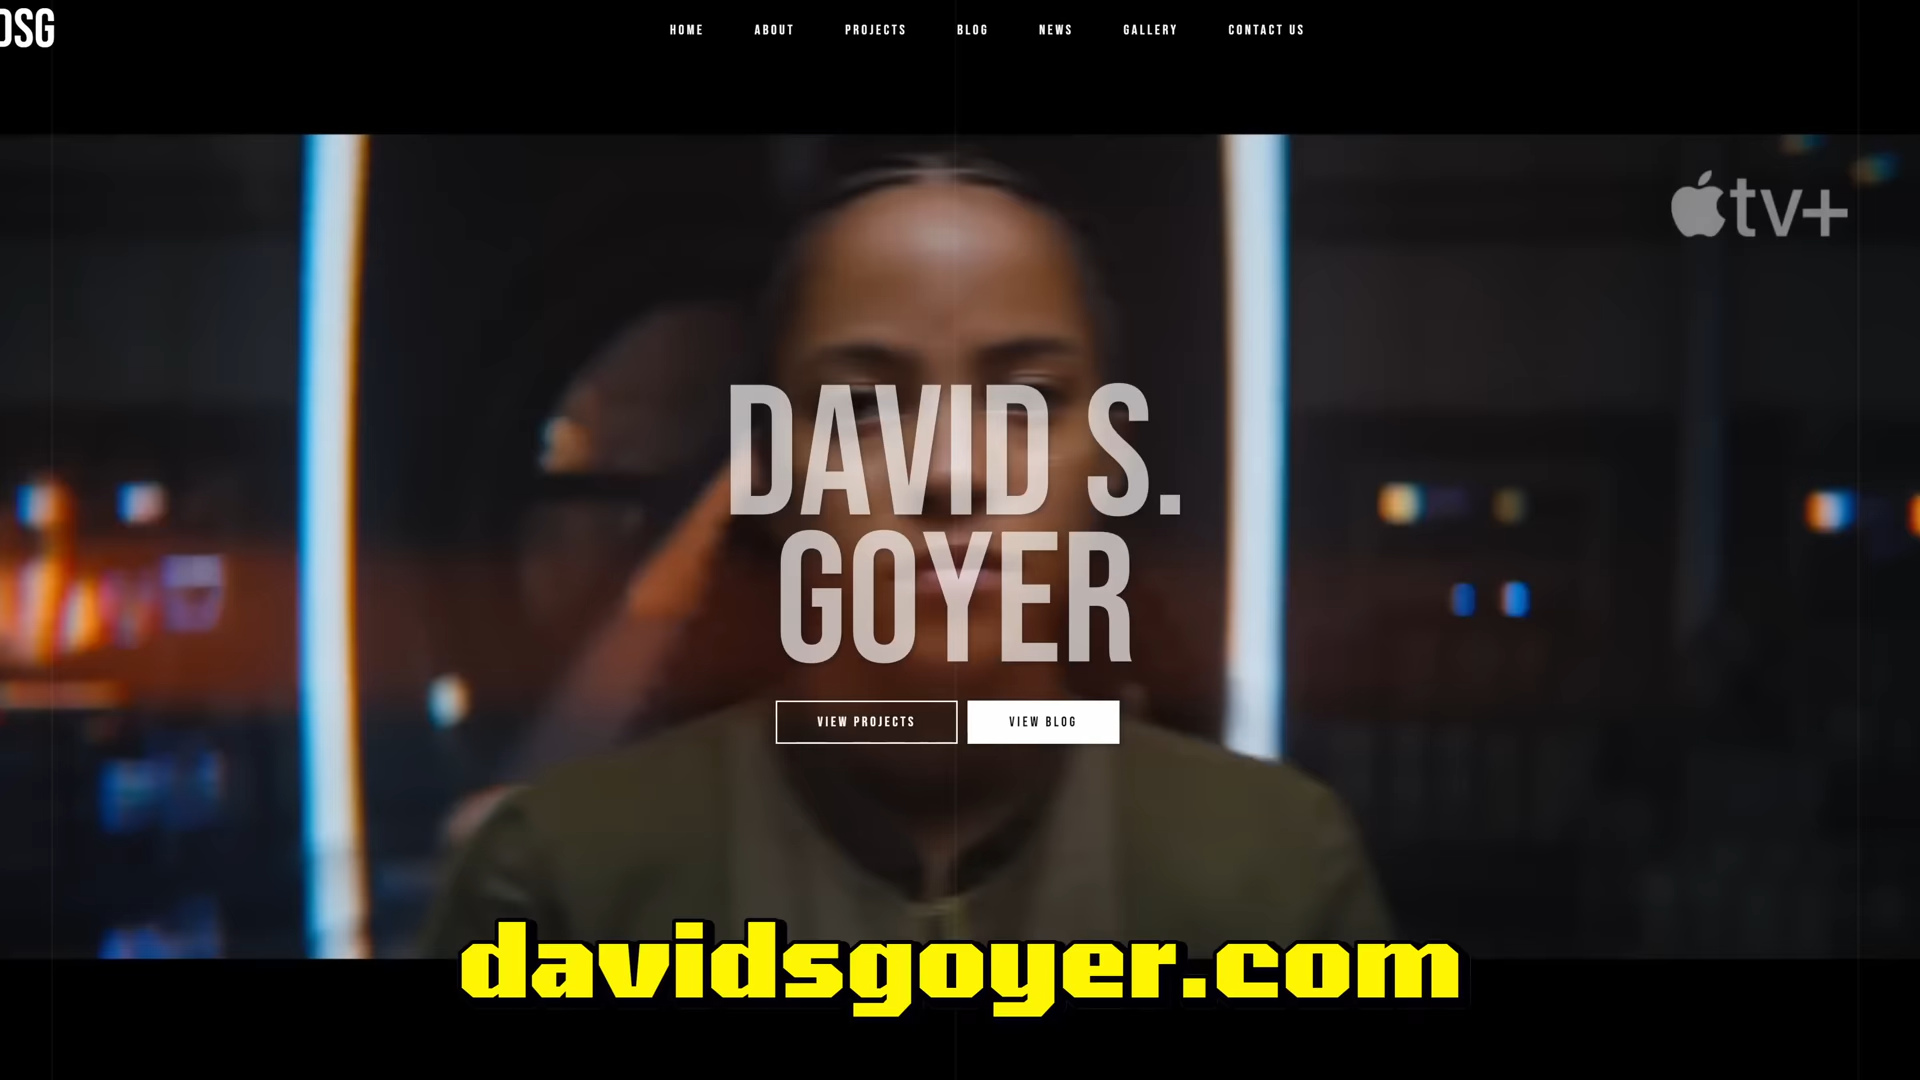 DSG
HOME ABOUT PROJECTS BLOG NEWS GALLERY CONTACT US
tv+
DAVID S.
GOYER
VIEW PROJECTS VIEW BLOG
davidsgoyer.com